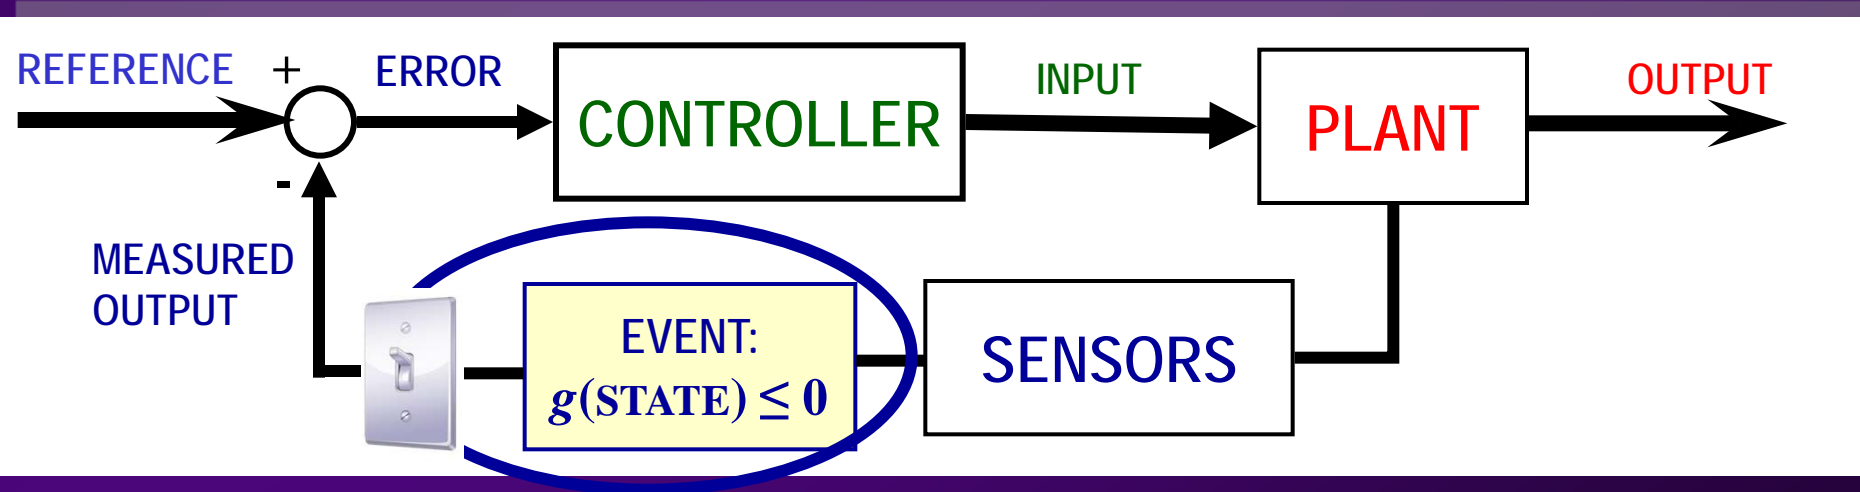 REFERENCE
+
ERROR
CONTROLLER
INPUT
PLANT
OUTPUT
-
MEASURED
OUTPUT
EVENT:
g(STATE) ≤ 0
SENSORS